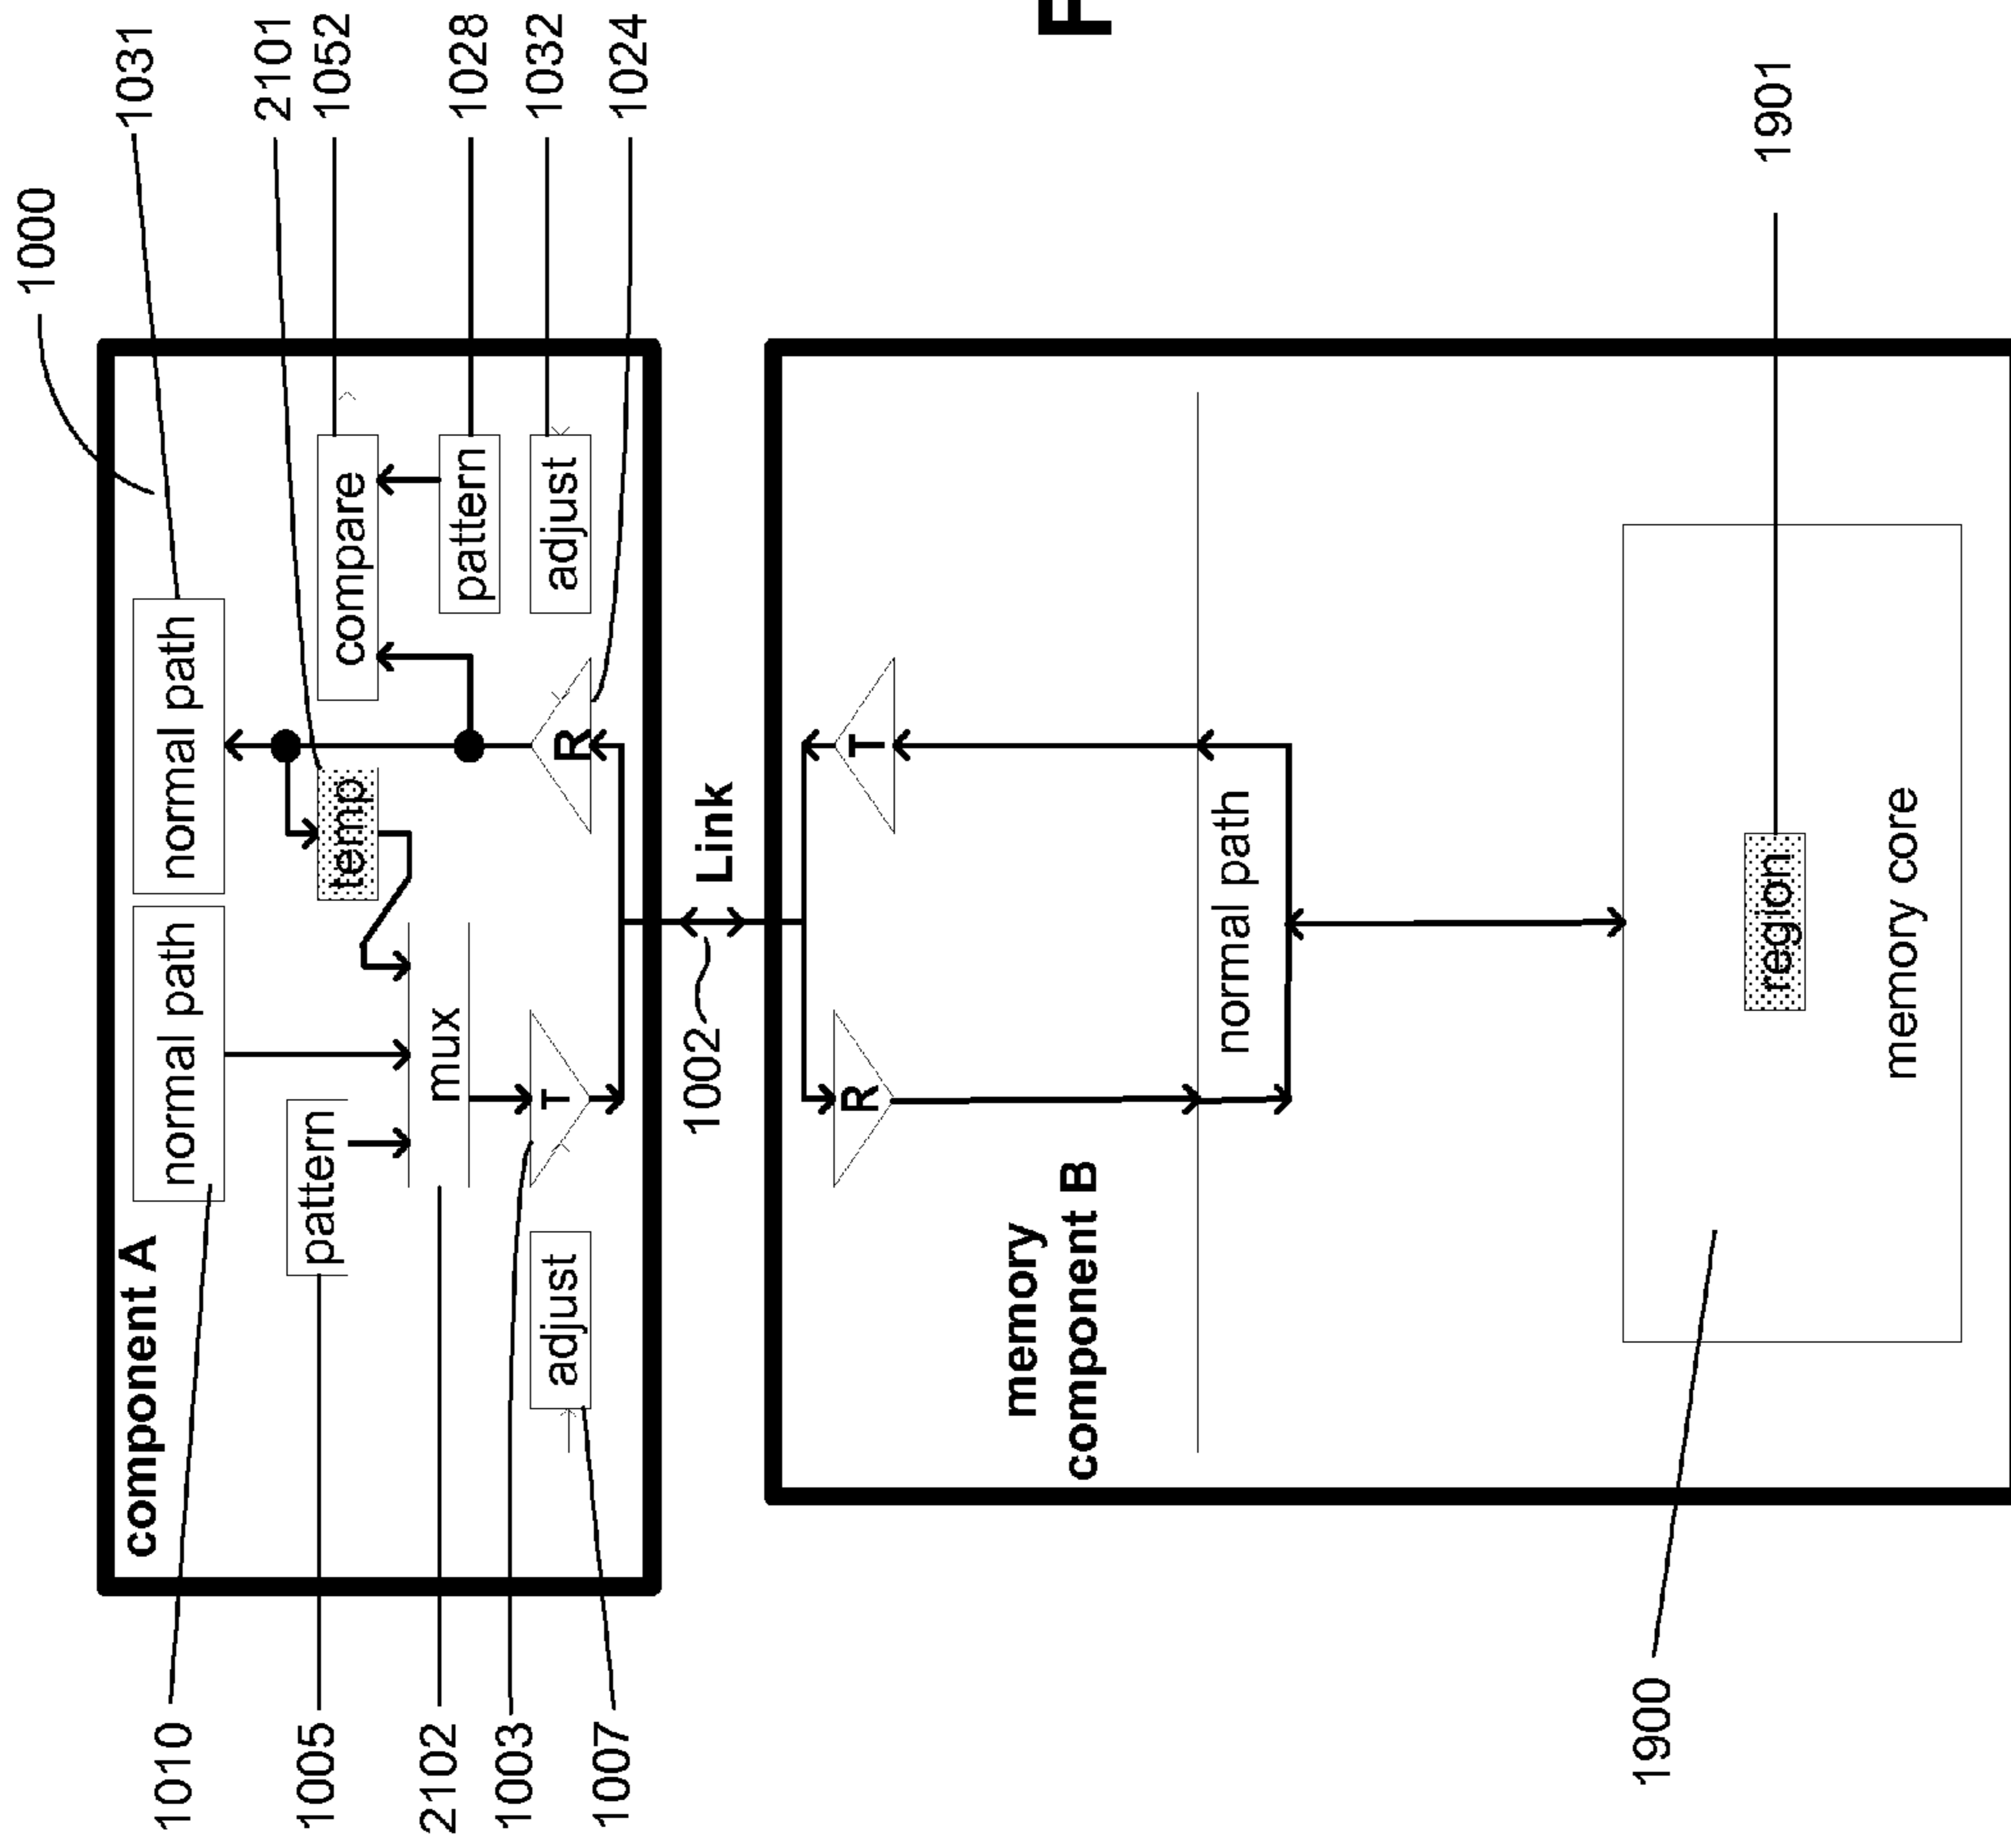 1000
1031
2101
1052
1028
1032
1024
component A
normal path
normal path
pattern
temp
compare
mux
pattern
adjust
T
R
adjust
1010
1005
2102
1003
1007
1002
Link
R
T
memory
component B
normal path
region
memory core
1900
1901
F